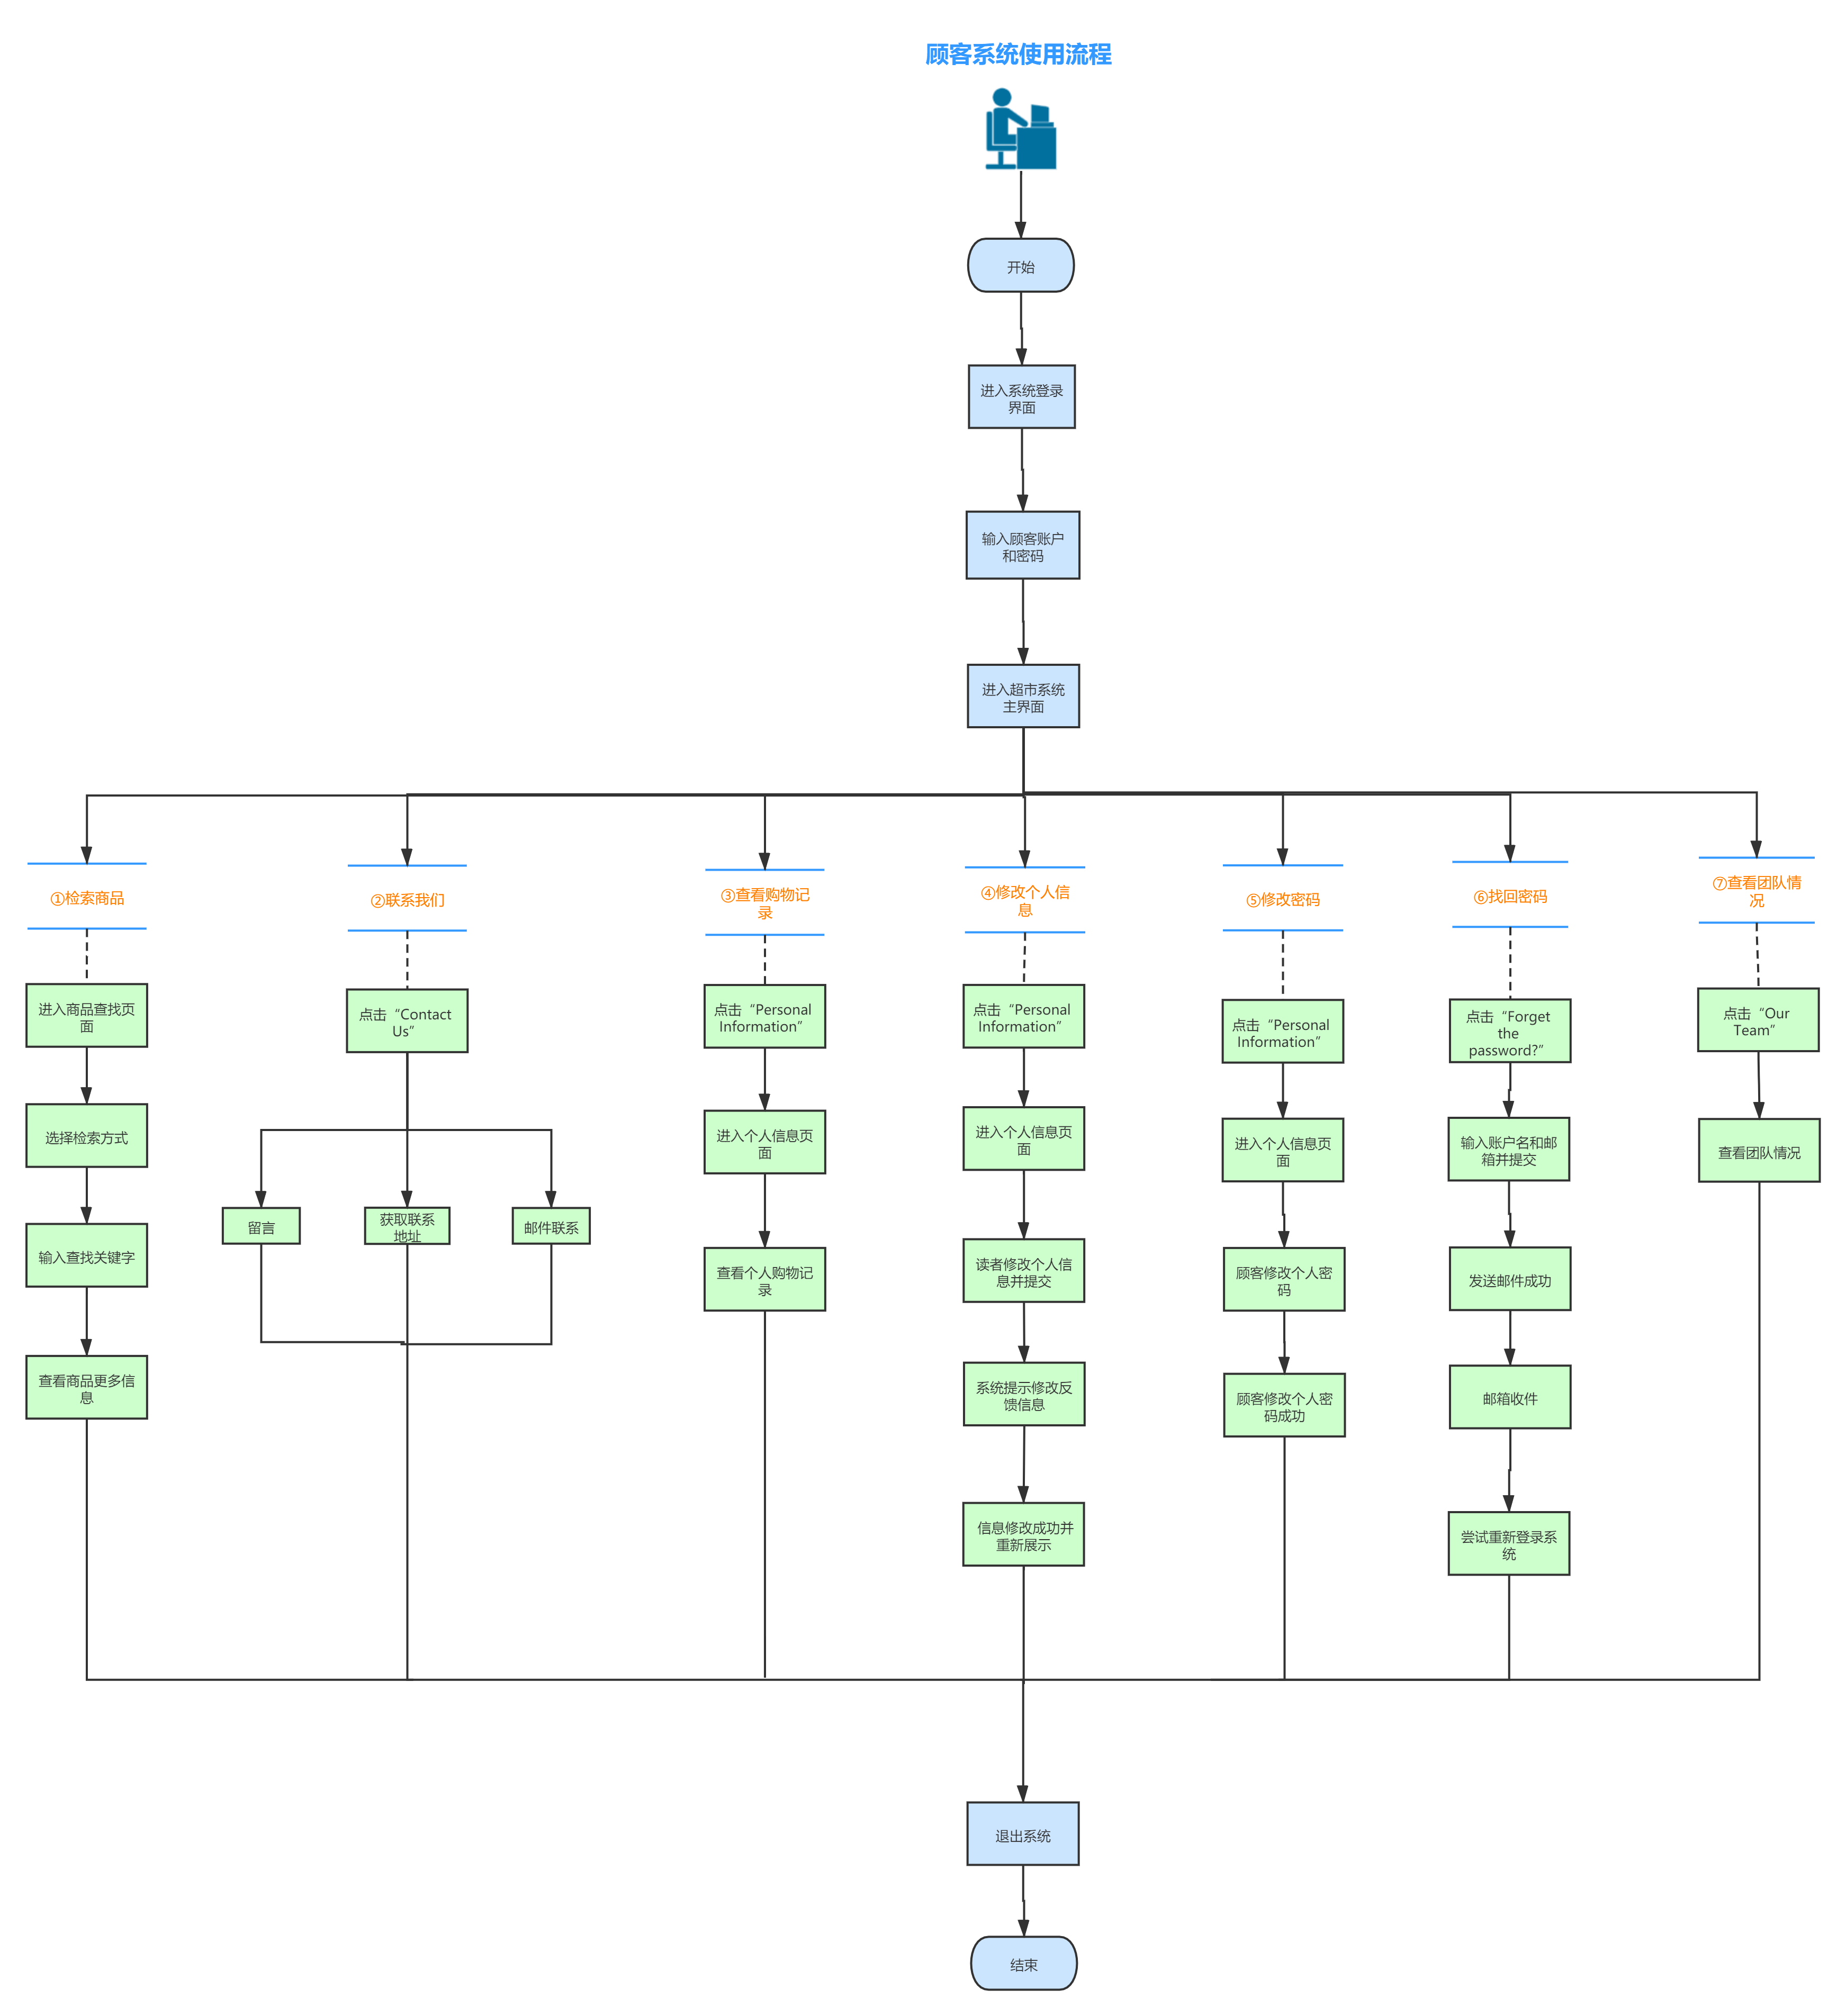 顾客系统使用流程
开始
进入系统登录
界面
输入顾客账户
和密码
进入超市系统
主界面
①检索商品
进入商品查找页
面
选择检索方式
输入查找关键字
查看商品更多信
息
②联系我们
点击“Contact
Us”
留言
获取联系
地址
邮件联系
③查看购物记
录
点击“Personal
Information”
进入个人信息页
面
查看个人购物记
录
④修改个人信
息
点击“Personal
Information”
进入个人信息页
面
读者修改个人信
息并提交
系统提示修改反
馈信息
信息修改成功并
重新展示
⑤修改密码
点击“Personal
Information”
进入个人信息页
面
顾客修改个人密
码
顾客修改个人密
码成功
⑥找回密码
点击“Forget
the
password?”
输入账户名和邮
箱并提交
发送邮件成功
邮箱收件
尝试重新登录系
统
⑦查看团队情
况
点击“Our
Team”
查看团队情况
退出系统
结束